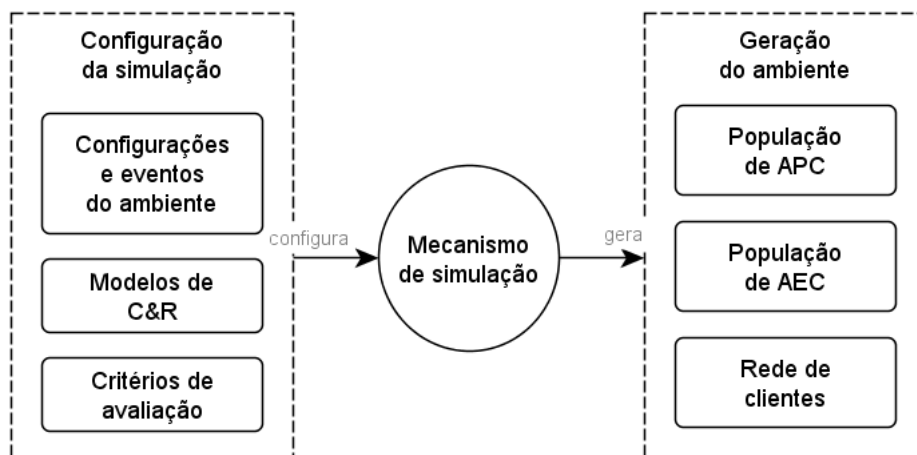 Configuração
da simulação
Configurações
e eventos
do ambiente
Modelos de
C&R
Critérios de
avaliação
configura
Mecanismo
de simulação
gera
Geração
do ambiente
População
de APC
População
de AEC
Rede de
clientes